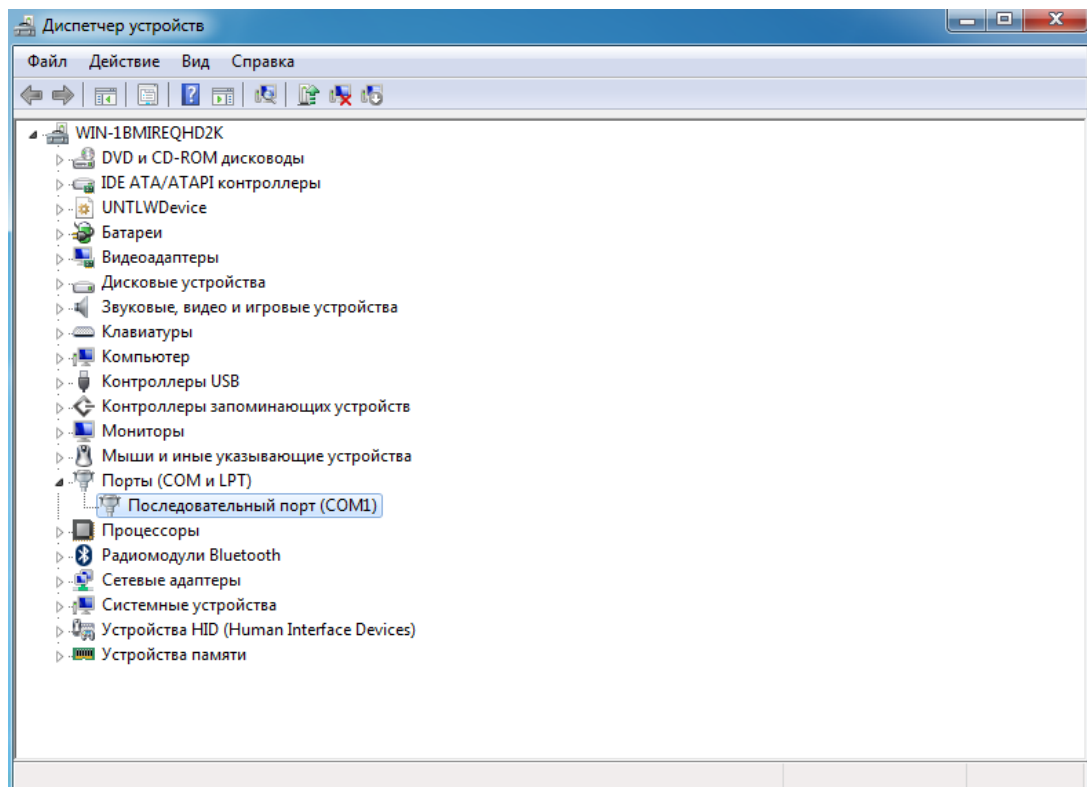 Диспетчер устройств
Файл Действие Вид Справка
WIN-1BMIREQHD2K
DVD и CD-ROM дисководы
IDE ATA/ATAPI контроллеры
UNTLWDevice
Батареи
Видеоадаптеры
Дисковые устройства
Звуковые, видео и игровые устройства
Клавиатуры
Компьютер
Контроллеры USB
Контроллеры запоминающих устройств
Мониторы
Мыши и иные указывающие устройства
Порты (COM и LPT)
Последовательный порт (COM1)
Процессоры
Радиомодули Bluetooth
Сетевые адаптеры
Системные устройства
Устройства HID (Human Interface Devices)
Устройства памяти